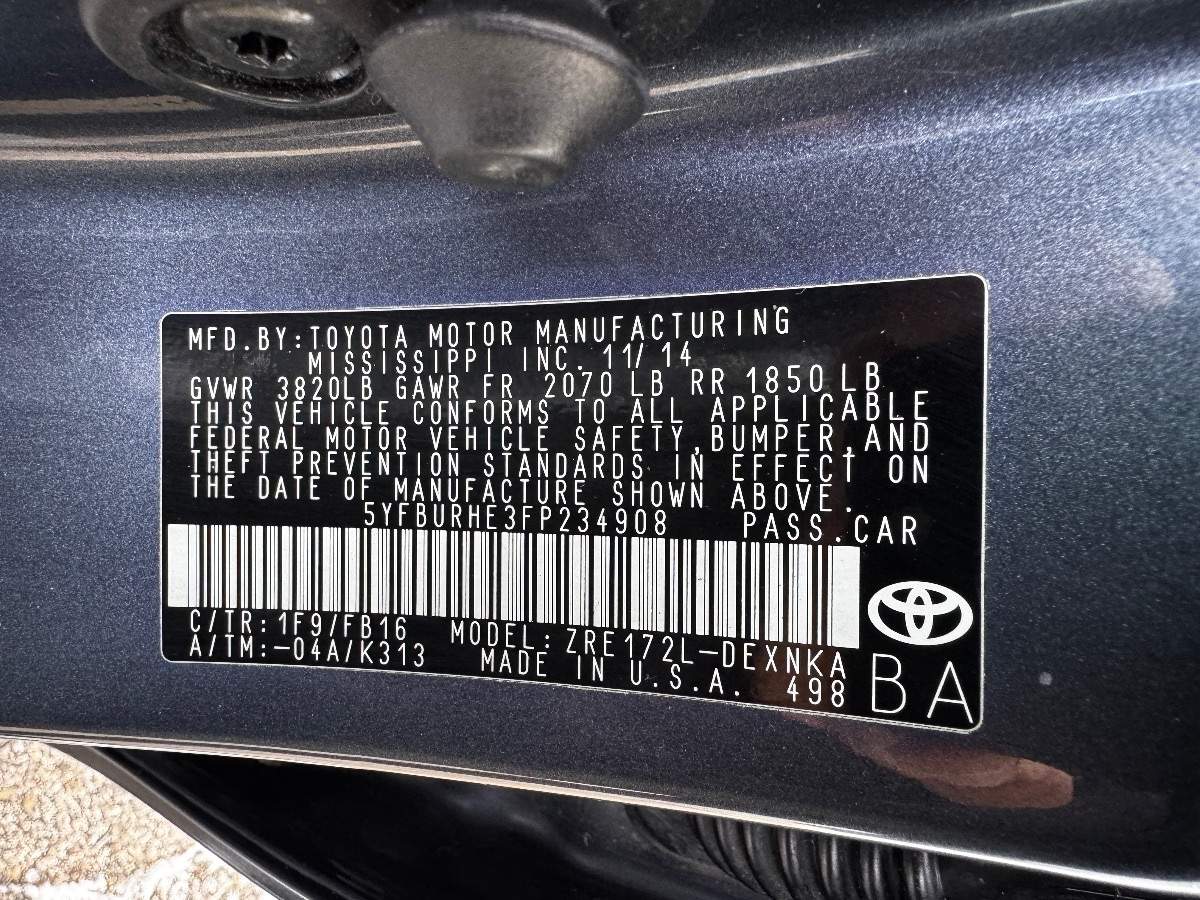 MFD.BY:TOYOTA MOTOR MANUFACTURING
MISSISSIPPI INC. 11/14
GVWR 3820LB GAWR FR 2070 LB RR 1850 LB
THIS VEHICLE CONFORMS TO ALL APPLICABLE
FEDERAL MOTOR VEHICLE SAFETY,BUMPER,AND
THEFT PREVENTION STANDARDS IN EFFECT ON
THE DATE OF MANUFACTURE SHOWN ABOVE.
5YFBURHE3FP234908 PASS.CAR
C/TR:1F9/FB16 MODEL:ZRE172L-DEXNKA
A/TM:-04A/K313 MADE IN U.S.A. 498
BA